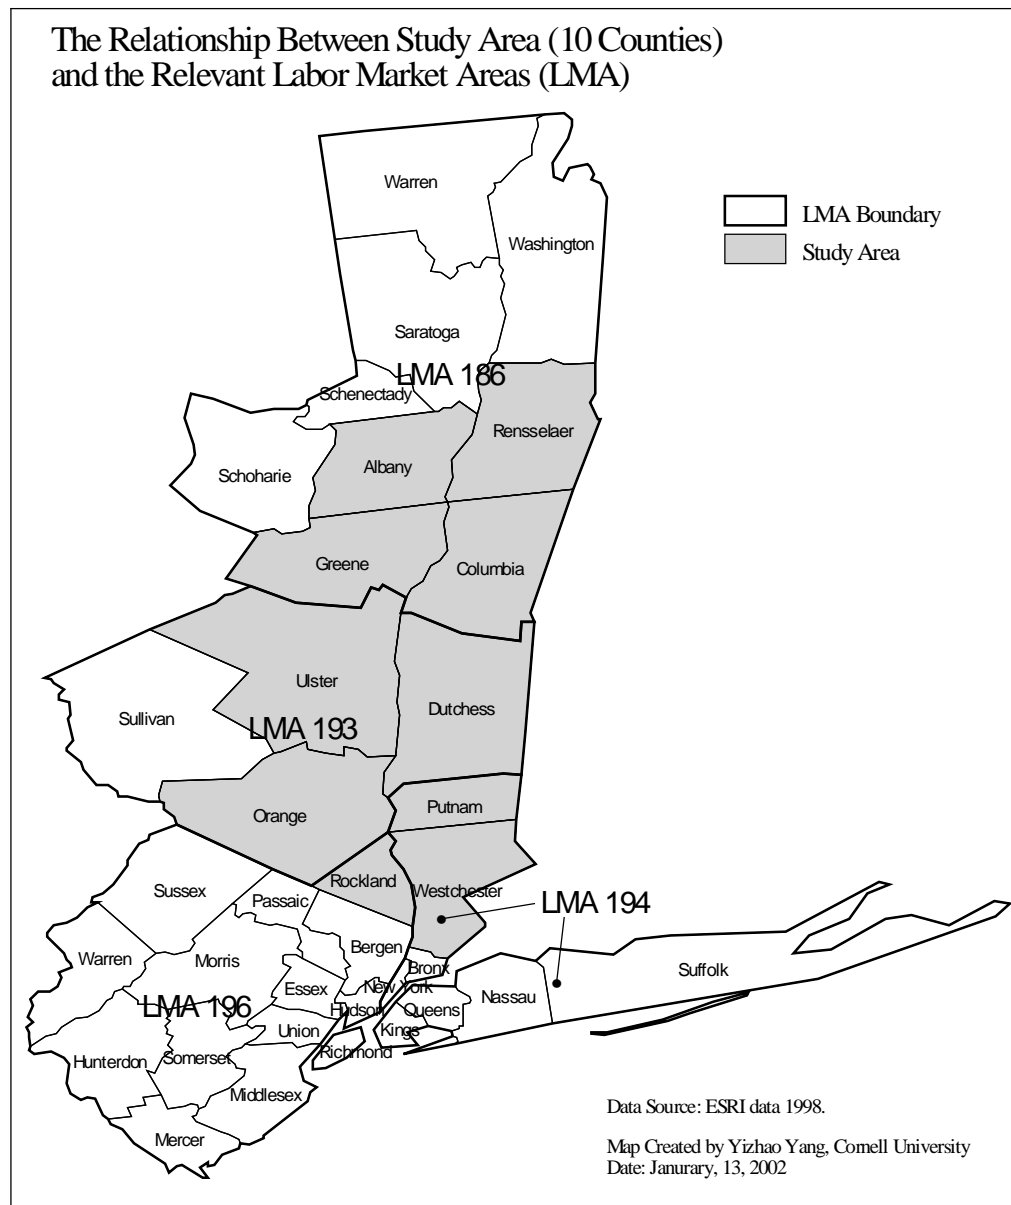 The Relationship Between Study Area (10 Counties)
and the Relevant Labor Market Areas (LMA)
Warren
Washington
LMA Boundary
Study Area
Saratoga
LMA 186
Schenectady
Rensselaer
Albany
Schoharie
Greene
Columbia
Ulster
Dutchess
Sullivan
LMA 193
Putnam
Orange
Rockland
Westchester
Sussex
Passaic
LMA 194
Bergen
Warren
Morris
Bronx
Suffolk
Essex
New York
Nassau
LMA 196
Hudson
Queens
Union
Kings
Richmond
Hunterdon
Somerset
Middlesex
Mercer
Data Source: ESRI data 1998.
Map Created by Yizhao Yang, Cornell University
Date: Janurary, 13, 2002